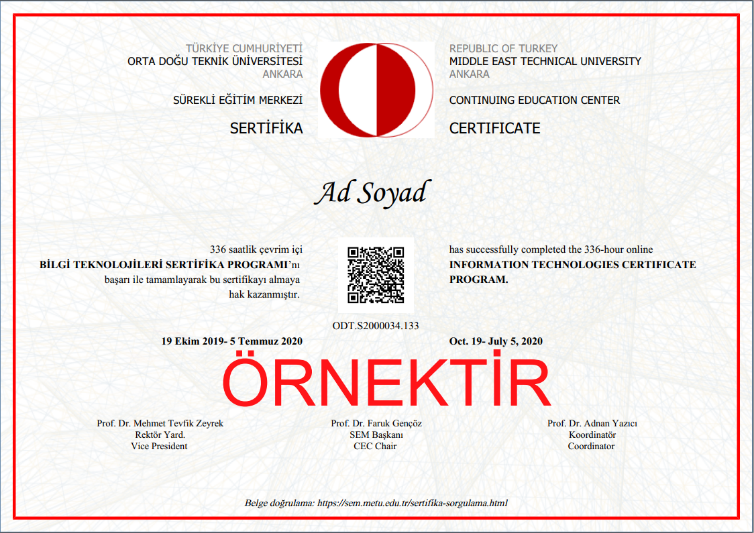 TÜRKİYE CUMHURİYETİ
ORTA DOĞU TEKNİK ÜNİVERSİTESİ
ANKARA
SÜREKLİ EĞİTİM MERKEZİ
SERTİFİKA
REPUBLIC OF TURKEY
MIDDLE EAST TECHNICAL UNIVERSITY
ANKARA
CONTINUING EDUCATION CENTER
CERTIFICATE
Ad Soyad
336 saatlik çevrim içi
BİLGİ TEKNOLOJİLERİ SERTİFİKA PROGRAMI'nı
başarı ile tamamlayarak bu sertifikayı almaya
hak kazanmıştır.
has successfully completed the 336-hour online
INFORMATION TECHNOLOGIES CERTIFICATE
PROGRAM.
ODT.S2000034.133
19 Ekim 2019- 5 Temmuz 2020
Oct. 19- July 5, 2020
ÖRNEKTİR
Prof. Dr. Mehmet Tevfik Zeyrek
Rektör Yard.
Vice President
Prof. Dr. Faruk Gençöz
SEM Başkanı
CEC Chair
Prof. Dr. Adnan Yazıcı
Koordinatör
Coordinator
Belge doğrulama: https://sem.metu.edu.tr/sertifika-sorgulama.html